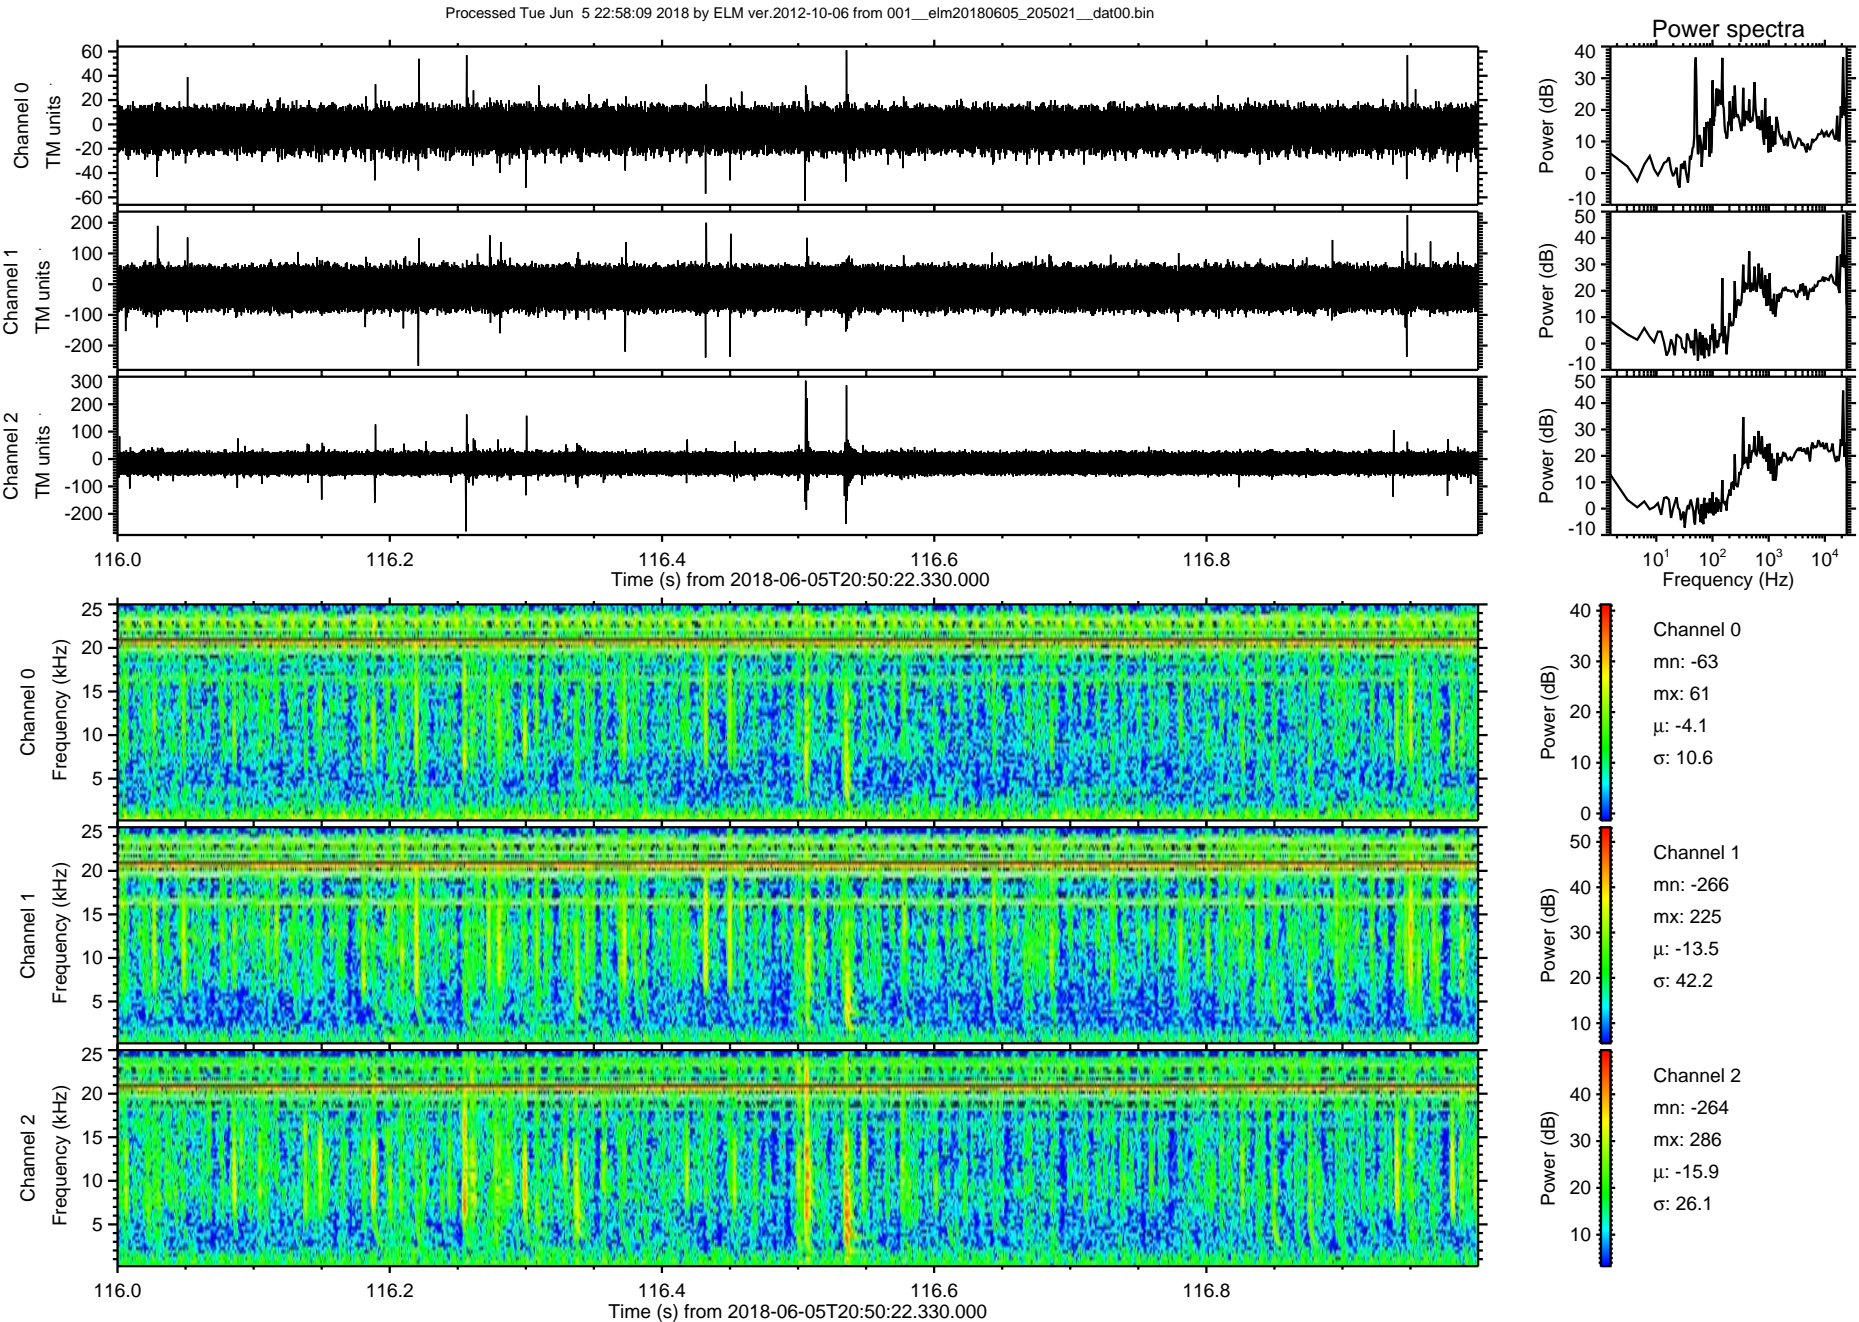 Processed Tue Jun  5 22:58:09 2018 by ELM ver.2012-10-06 from 001__elm20180605_205021__dat00.bin
Power spectra
Channel 0
TM units
60
40
20
0
-20
-40
-60
Power (dB)
40
30
20
10
0
-10
Channel 1
TM units
200
100
0
-100
-200
Power (dB)
50
40
30
20
10
0
-10
Channel 2
TM units
300
200
100
0
-100
-200
Power (dB)
50
40
30
20
10
0
-10
116.0 116.2 116.4 116.6 116.8
Time (s) from 2018-06-05T20:50:22.330.000
10¹ 10² 10³ 10⁴
Frequency (Hz)
Channel 0
Frequency (kHz)
25
20
15
10
5
Power (dB)
40
30
20
10
0
Channel 0
mn: -63
mx: 61
μ: -4.1
σ: 10.6
Channel 1
Frequency (kHz)
25
20
15
10
5
Power (dB)
50
40
30
20
10
Channel 1
mn: -266
mx: 225
μ: -13.5
σ: 42.2
Channel 2
Frequency (kHz)
25
20
15
10
5
Power (dB)
40
30
20
10
Channel 2
mn: -264
mx: 286
μ: -15.9
σ: 26.1
116.0 116.2 116.4 116.6 116.8
Time (s) from 2018-06-05T20:50:22.330.000